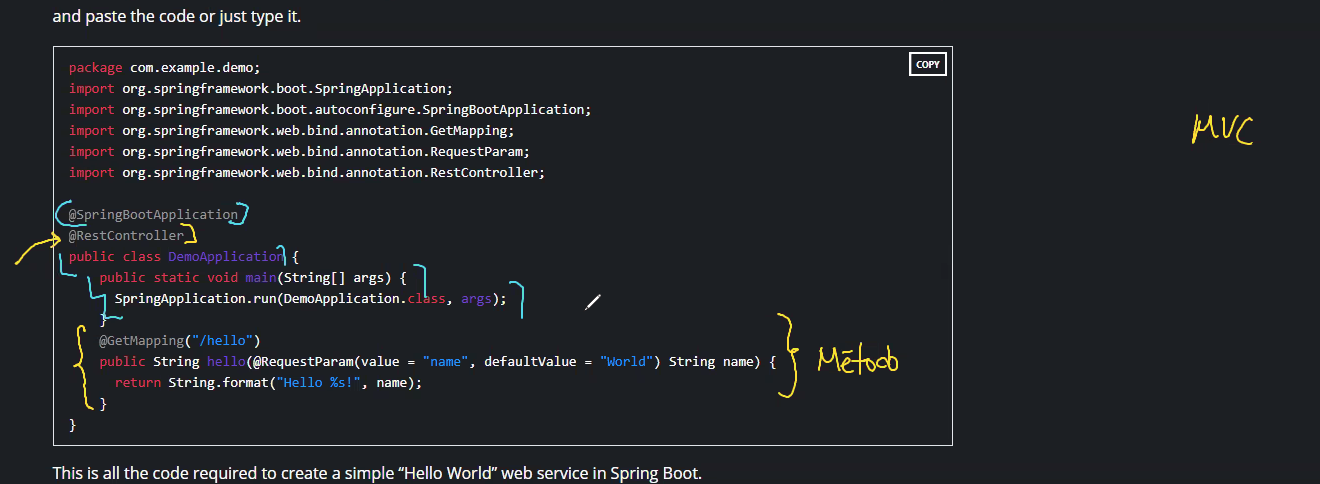 and paste the code or just type it.
COPY
package com.example.demo;
import org.springframework.boot.SpringApplication;
import org.springframework.boot.autoconfigure.SpringBootApplication;
import org.springframework.web.bind.annotation.GetMapping;
import org.springframework.web.bind.annotation.RequestParam;
import org.springframework.web.bind.annotation.RestController;
MVC
@SpringBootApplication
@RestController
public class DemoApplication {
public static void main(String[] args) {
SpringApplication.run(DemoApplication.class, args);
}
@GetMapping("/hello")
public String hello(@RequestParam(value = "name", defaultValue = "World") String name) {
Metod
return String.format("Hello %s!", name);
}
}
This is all the code required to create a simple “Hello World” web service in Spring Boot.